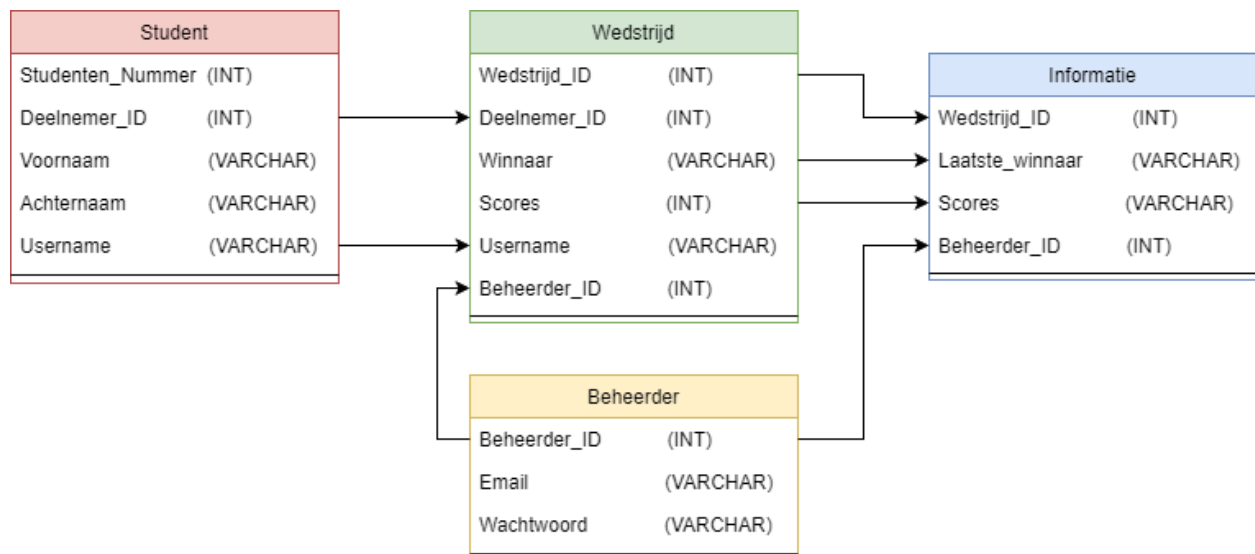 Student
Studenten_Nummer (INT)
Deelnemer_ID (INT)
Voornaam (VARCHAR)
Achternaam (VARCHAR)
Username (VARCHAR)
Wedstrijd
Wedstrijd_ID (INT)
Deelnemer_ID (INT)
Winnaar (VARCHAR)
Scores (INT)
Username (VARCHAR)
Beheerder_ID (INT)
Informatie
Wedstrijd_ID (INT)
Laatste_winnaar (VARCHAR)
Scores (VARCHAR)
Beheerder_ID (INT)
Beheerder
Beheerder_ID (INT)
Email (VARCHAR)
Wachtwoord (VARCHAR)